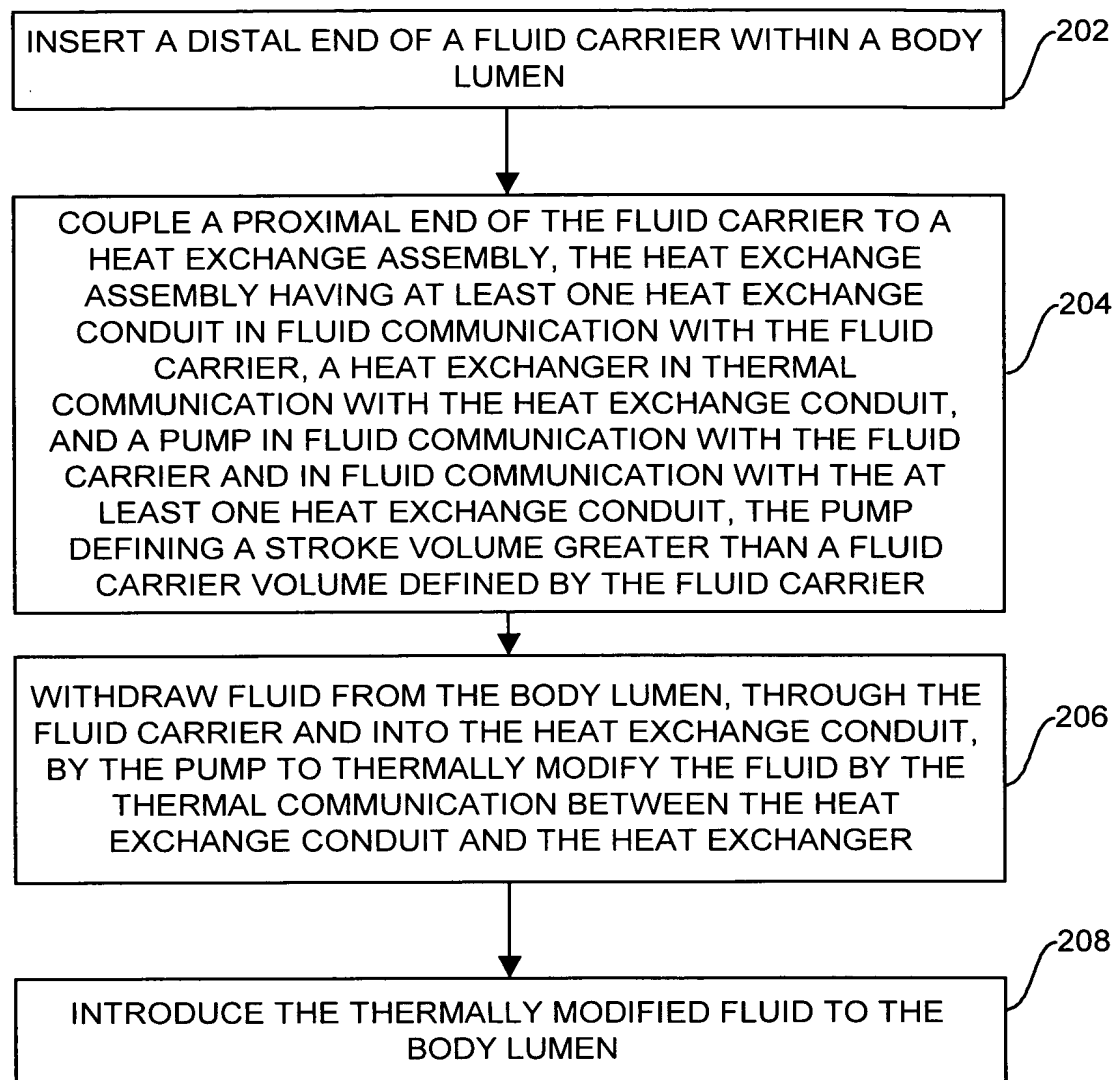 INSERT A DISTAL END OF A FLUID CARRIER WITHIN A BODY
LUMEN
202
COUPLE A PROXIMAL END OF THE FLUID CARRIER TO A
HEAT EXCHANGE ASSEMBLY, THE HEAT EXCHANGE
ASSEMBLY HAVING AT LEAST ONE HEAT EXCHANGE
CONDUIT IN FLUID COMMUNICATION WITH THE FLUID
CARRIER, A HEAT EXCHANGER IN THERMAL
COMMUNICATION WITH THE HEAT EXCHANGE CONDUIT,
AND A PUMP IN FLUID COMMUNICATION WITH THE FLUID
CARRIER AND IN FLUID COMMUNICATION WITH THE AT
LEAST ONE HEAT EXCHANGE CONDUIT, THE PUMP
DEFINING A STROKE VOLUME GREATER THAN A FLUID
CARRIER VOLUME DEFINED BY THE FLUID CARRIER
204
WITHDRAW FLUID FROM THE BODY LUMEN, THROUGH THE
FLUID CARRIER AND INTO THE HEAT EXCHANGE CONDUIT,
BY THE PUMP TO THERMALLY MODIFY THE FLUID BY THE
THERMAL COMMUNICATION BETWEEN THE HEAT
EXCHANGE CONDUIT AND THE HEAT EXCHANGER
206
INTRODUCE THE THERMALLY MODIFIED FLUID TO THE
BODY LUMEN
208